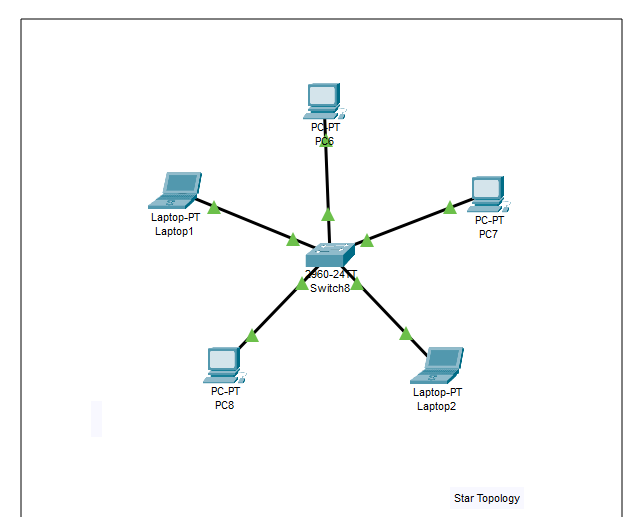 PC-PT
PC6
Laptop-PT
Laptop1
PC-PT
PC7
2960-24TT
Switch8
PC-PT
PC8
Laptop-PT
Laptop2
Star Topology